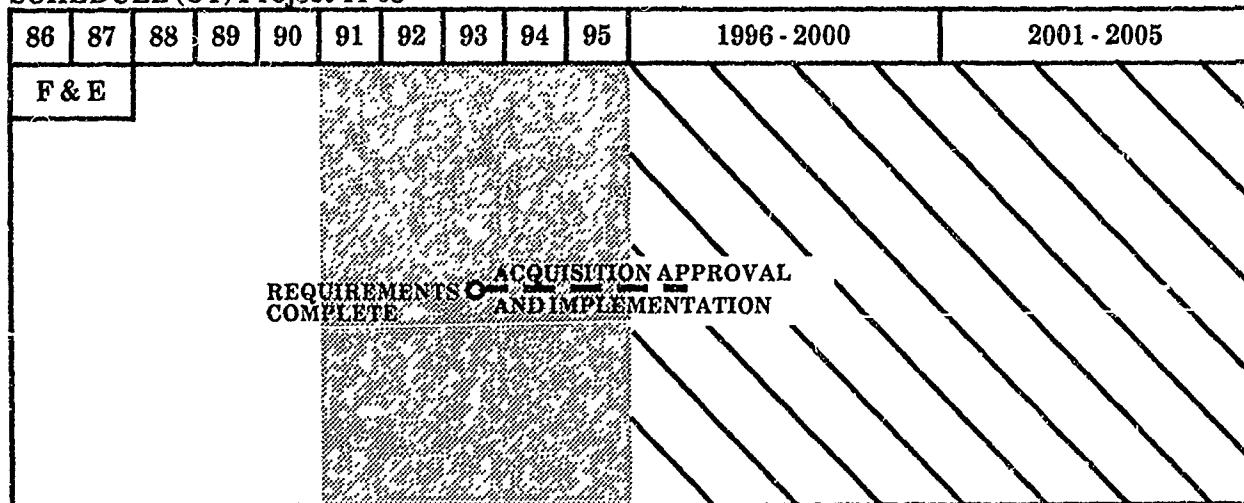 86 87 88 89 90 91 92 93 94 95 1996 - 2000 2001 - 2005
F & E
ACQUISITION APPROVAL
REQUIREMENTS
AND IMPLEMENTATION
COMPLETE